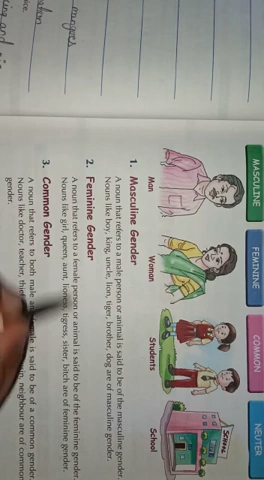 MASCULINE FEMININE COMMON NEUTER
SCHOOL
Man Woman Students School
1. Masculine Gender
A noun that refers to a male person or animal is said to be of the masculine gender.
Nouns like boy, king, uncle, lion, tiger, brother, dog are of masculine gender.
2. Feminine Gender
A noun that refers to a female person or animal is said to be of the feminine gender.
Nouns like girl, queen, aunt, lioness, tigress, sister, bitch are of feminine gender.
3. Common Gender
A noun that refers to both male is said to be of a common gender.
Nouns like doctor, teacher, neighbour are of common
gender.